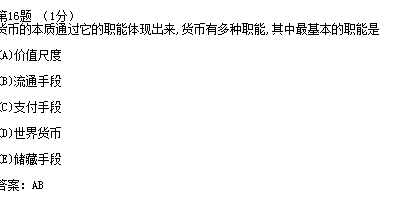 第16题 （1分）
货币的本质通过它的职能体现出来,货币有多种职能,其中最基本的职能是
(A)价值尺度
(B)流通手段
(C)支付手段
(D)世界货币
(E)储藏手段
答案：AB